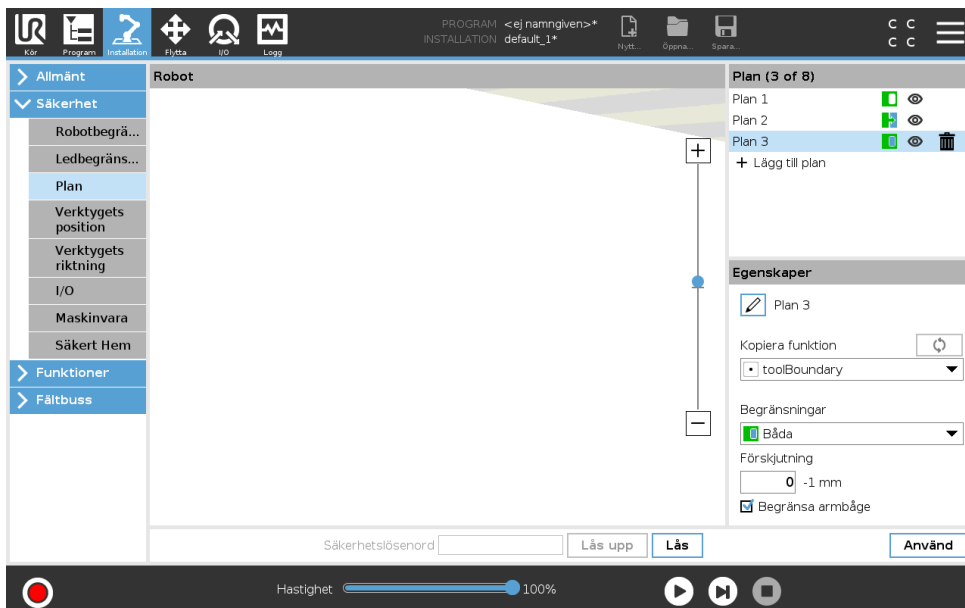 UR
Kör
Program
Installation
Flytta
I/O
Logg
PROGRAM <ej namngiven>*
INSTALLATION default_1*
Nytt...
Öppna...
Spara...
C C
C C
Allmänt
Säkerhet
Robotbegrä...
Ledbegräns...
Plan
Verktygets
position
Verktygets
riktning
I/O
Maskinvara
Säkert Hem
Funktioner
Fältbuss
Robot
Plan (3 of 8)
Plan 1
Plan 2
Plan 3
+ Lägg till plan
Egenskaper
Plan 3
Kopiera funktion
toolBoundary
Begränsningar
Båda
Förskjutning
0 -1 mm
Begränsa armbåge
Säkerhetslösenord
Lås upp
Lås
Använd
Hastighet
100%